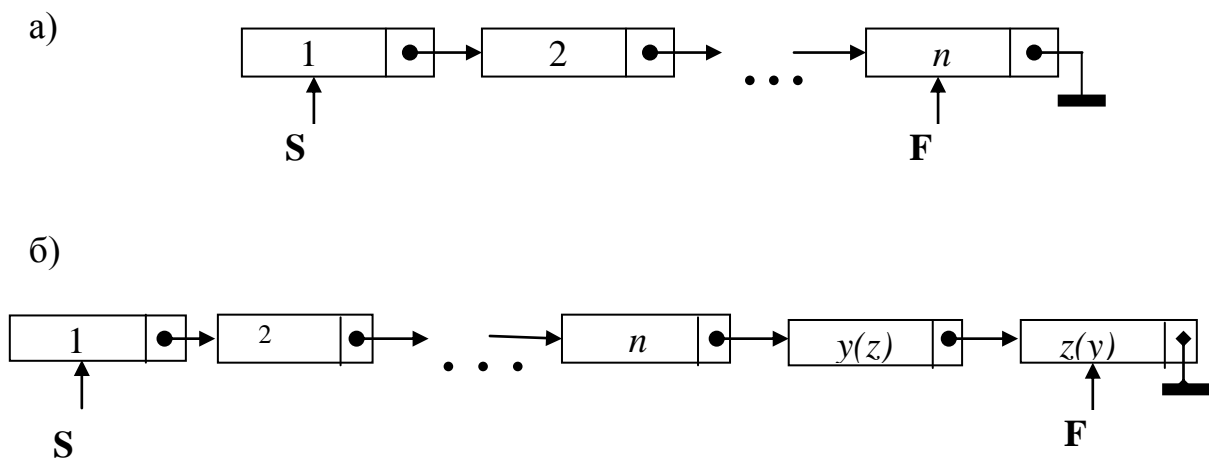 а)
1 2 • • • n
S F
б)
1 2 • • • n y(z) z(y)
S F